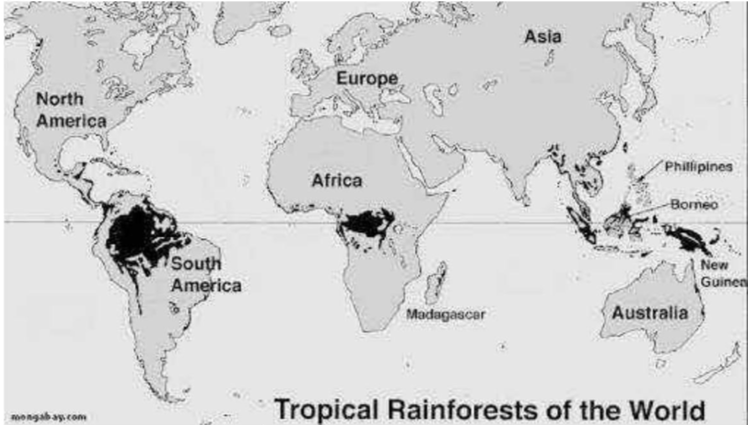 Asia
Europe
North
America
Africa
Phillipines
Borneo
South
America
New
Guinea
Madagascar
Australia
mongabay.com
Tropical Rainforests of the World